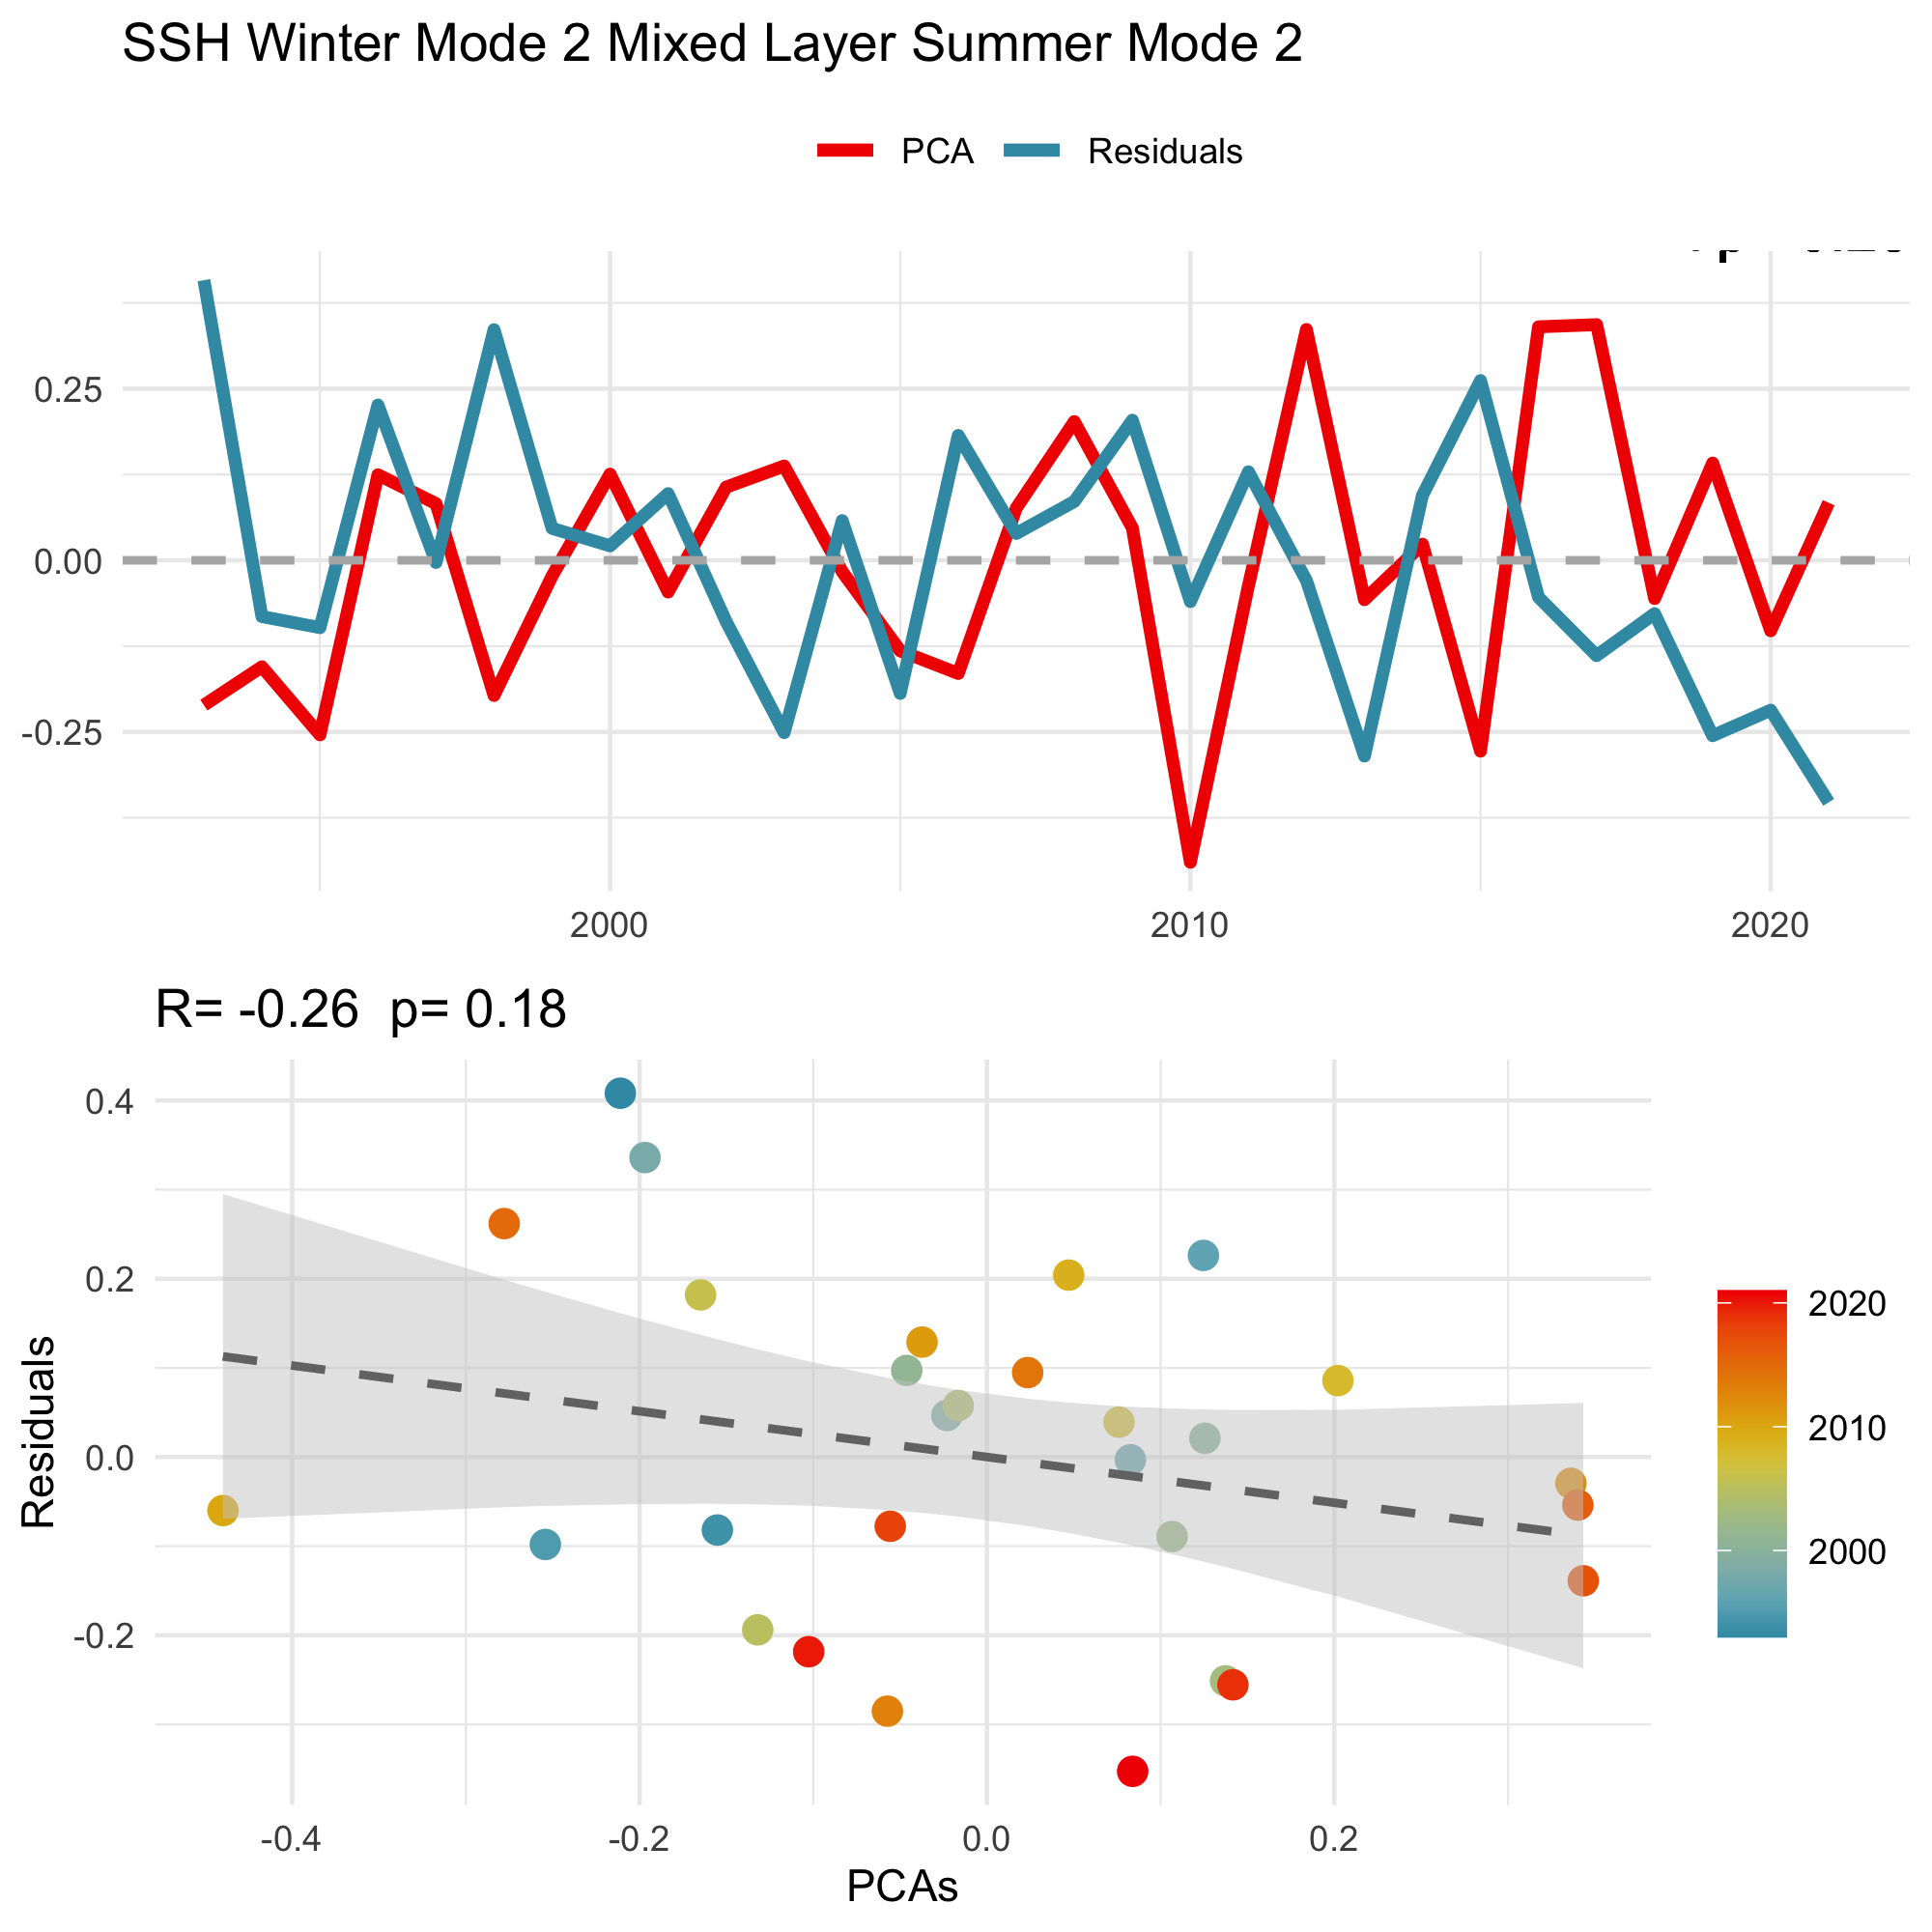 SSH Winter Mode 2 Mixed Layer Summer Mode 2
PCA Residuals
0.25
0.00
-0.25
2000 2010 2020
R= -0.26 p= 0.18
Residuals
0.4
0.2
0.0
-0.2
-0.4 -0.2 0.0 0.2
PCAs
2020
2010
2000